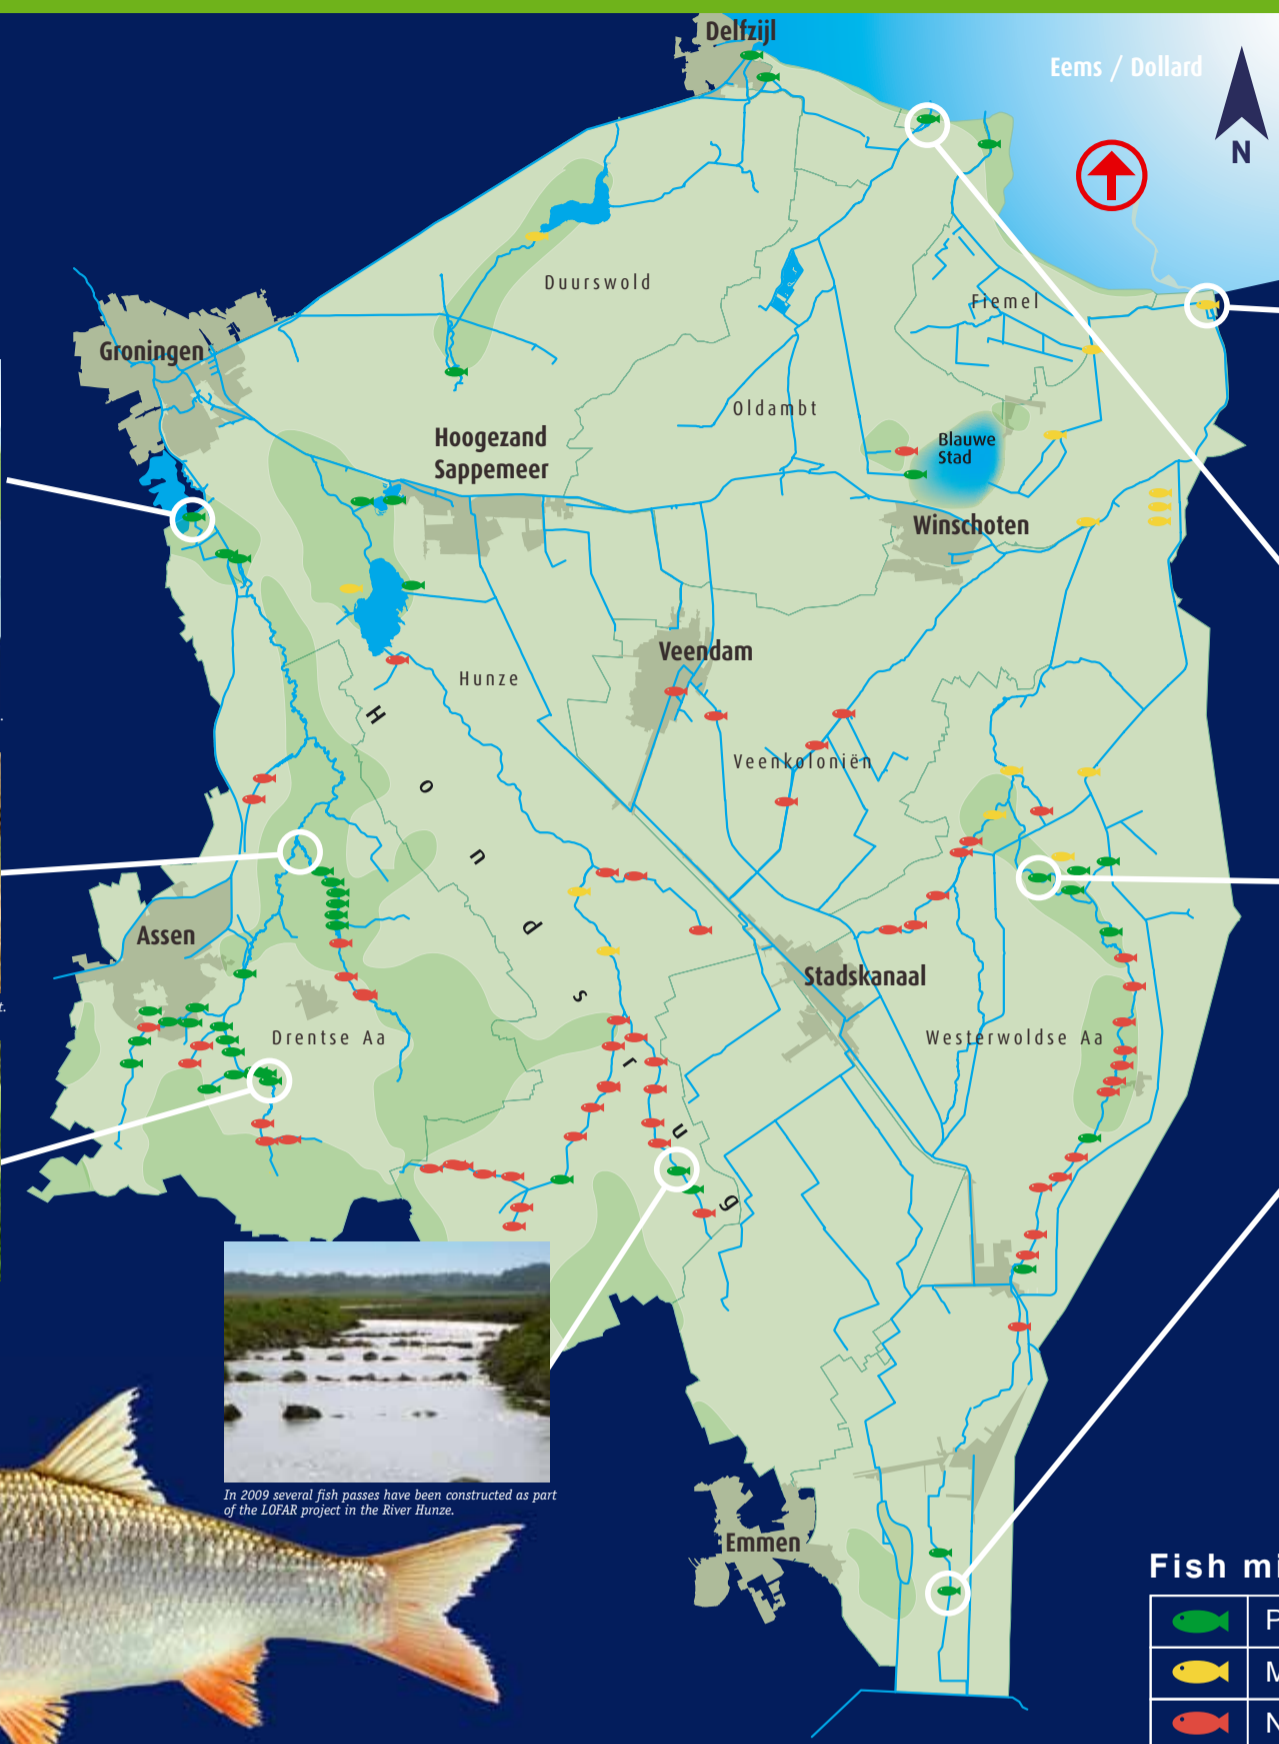 Delfzijl
Eems / Dollard
N
Duurswold
Fiemel
Groningen
Oldambt
Hoogezand
Sappemeer
Blauwe
Stad
Winschoten
Veendam
Hunze
Hondsrug
Veenkoloniën
Assen
Stadskanaal
Drentse Aa
Westerwoldse Aa
In 2009 several fish passes have been constructed as part
of the LOFAR project in the River Hunze.
Emmen
Fish mi
P
M
N